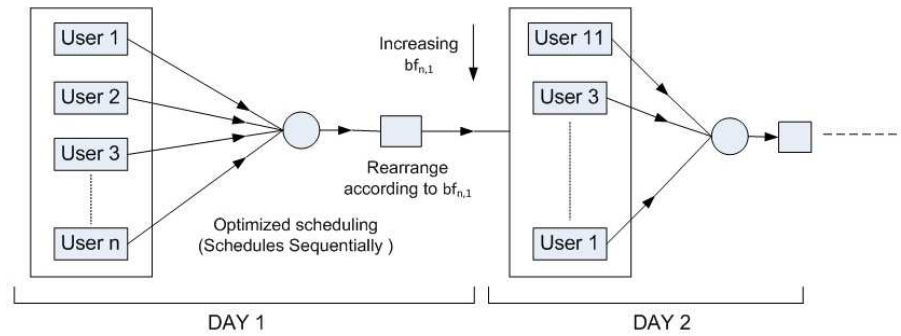 User 1
User 2
User 3
User n
Optimized scheduling
(Schedules Sequentially )
Rearrange
according to bfn,1
Increasing
bfn,1
User 11
User 3
User 1
DAY 1
DAY 2